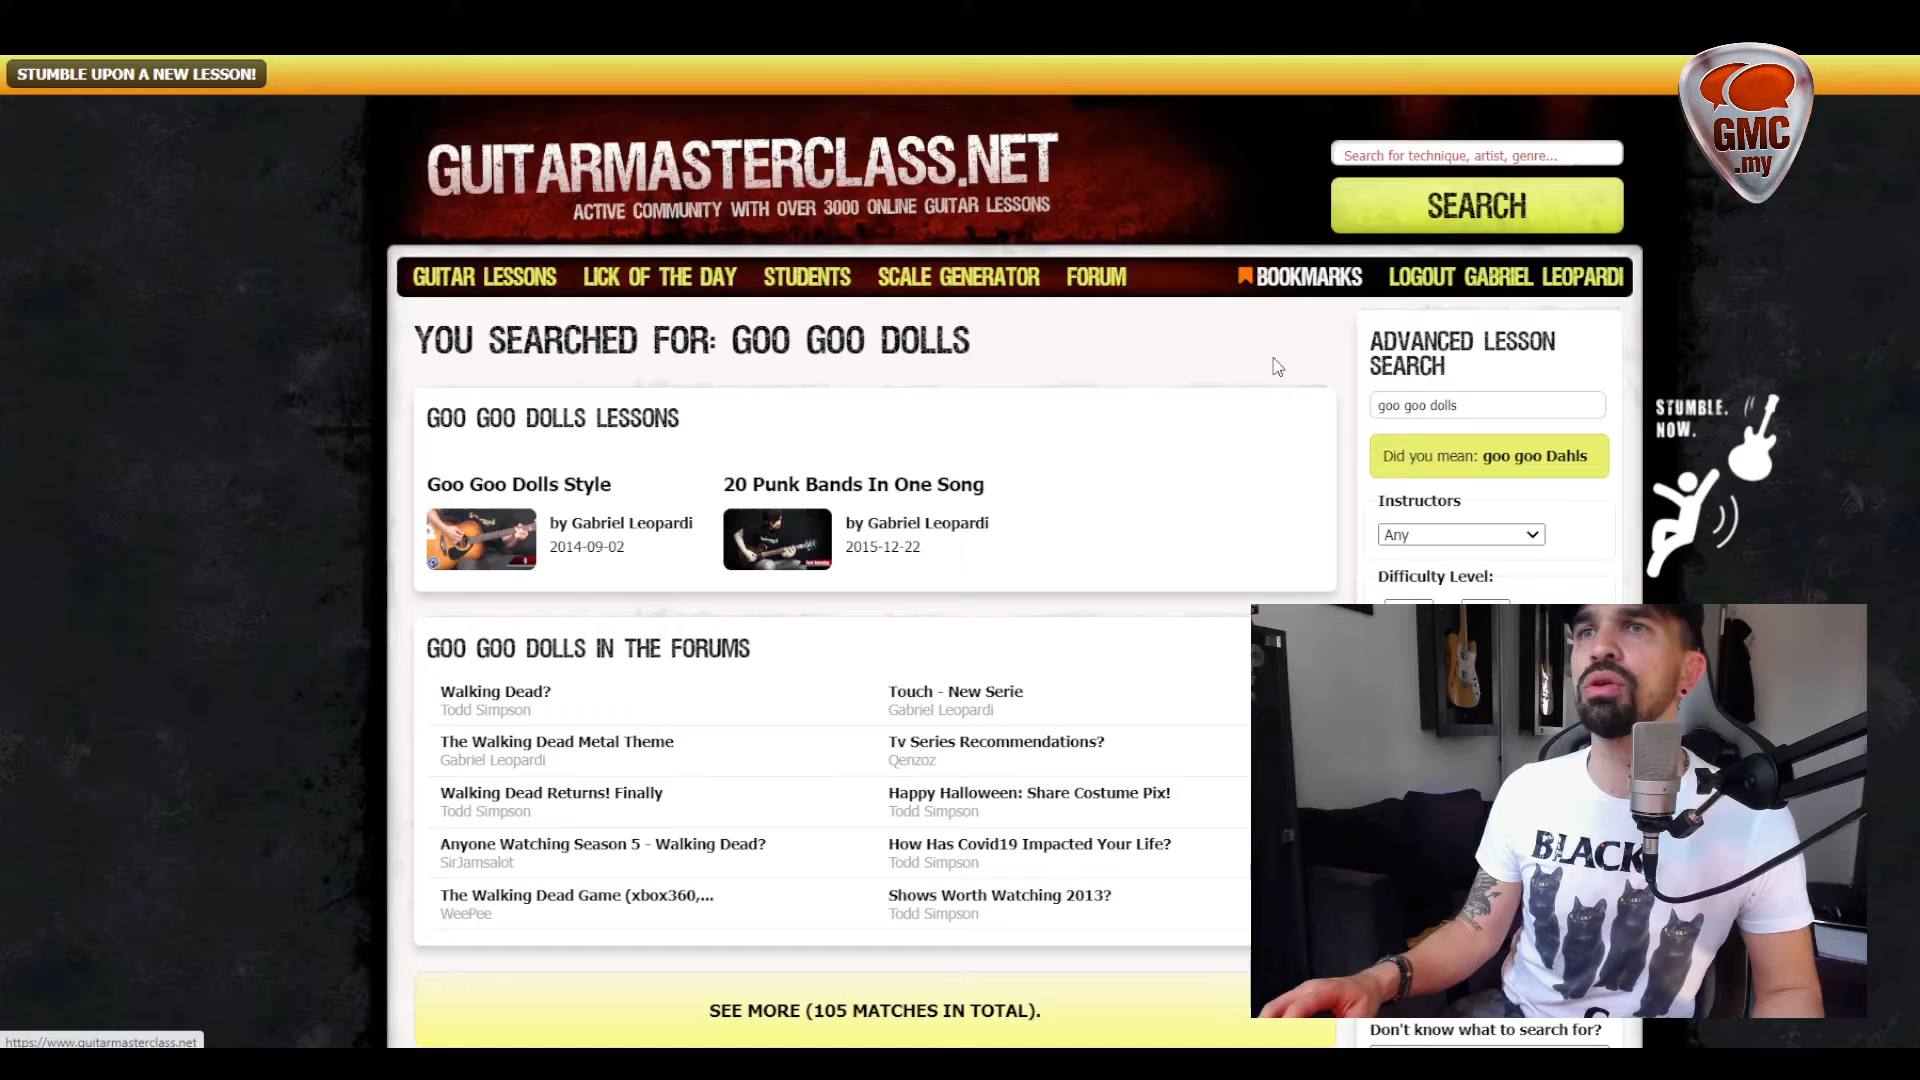 STUMBLE UPON A NEW LESSON!
GUITARMASTERCLASS.NET
ACTIVE COMMUNITY WITH OVER 3000 ONLINE GUITAR LESSONS
Search for technique, artist, genre...
SEARCH
GMC
.my
GUITAR LESSONS LICK OF THE DAY STUDENTS SCALE GENERATOR FORUM BOOKMARKS LOGOUT GABRIEL LEOPARDI
YOU SEARCHED FOR: GOO GOO DOLLS
GOO GOO DOLLS LESSONS
Goo Goo Dolls Style
by Gabriel Leopardi
2014-09-02
20 Punk Bands In One Song
by Gabriel Leopardi
2015-12-22
GOO GOO DOLLS IN THE FORUMS
Walking Dead?
Todd Simpson
Touch - New Serie
Gabriel Leopardi
The Walking Dead Metal Theme
Gabriel Leopardi
Tv Series Recommendations?
Qenzoz
Walking Dead Returns! Finally
Todd Simpson
Happy Halloween: Share Costume Pix!
Todd Simpson
Anyone Watching Season 5 - Walking Dead?
SirJamsalot
How Has Covid19 Impacted Your Life?
Todd Simpson
The Walking Dead Game (xbox360,...
WeePee
Shows Worth Watching 2013?
Todd Simpson
SEE MORE (105 MATCHES IN TOTAL).
ADVANCED LESSON
SEARCH
goo goo dolls
Did you mean: goo goo Dahls
Instructors
Any
Difficulty Level:
STUMBLE.
NOW.
BLACK
Don't know what to search for?
https://www.guitarmasterclass.net